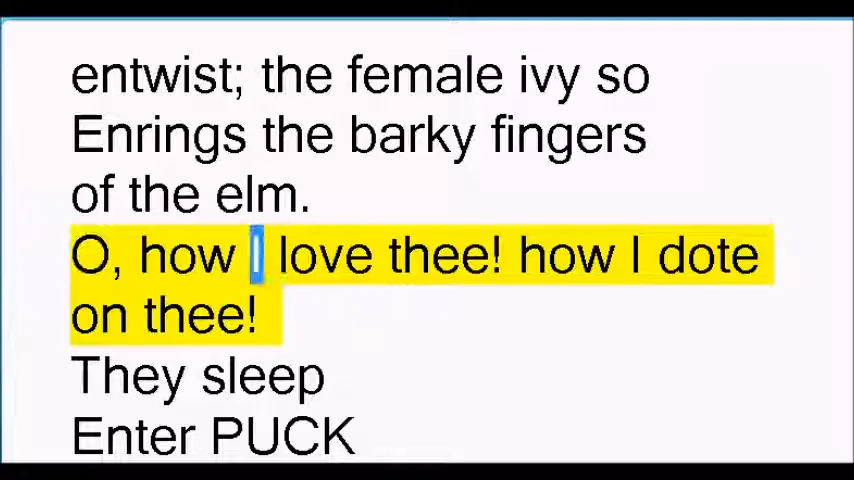 entwist; the female ivy so
Enrings the barky fingers
of the elm.
O, how I love thee! how I dote
on thee!
They sleep
Enter PUCK